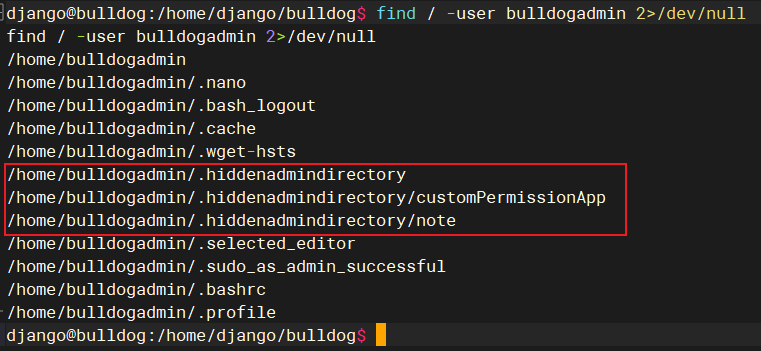 django@bulldog:/home/django/bulldog$ find / -user bulldogadmin 2>/dev/null
find / -user bulldogadmin 2>/dev/null
/home/bulldogadmin
/home/bulldogadmin/.nano
/home/bulldogadmin/.bash_logout
/home/bulldogadmin/.cache
/home/bulldogadmin/.wget-hsts
/home/bulldogadmin/.hiddenadmindirectory
/home/bulldogadmin/.hiddenadmindirectory/customPermissionApp
/home/bulldogadmin/.hiddenadmindirectory/note
/home/bulldogadmin/.selected_editor
/home/bulldogadmin/.sudo_as_admin_successful
/home/bulldogadmin/.bashrc
/home/bulldogadmin/.profile
django@bulldog:/home/django/bulldog$